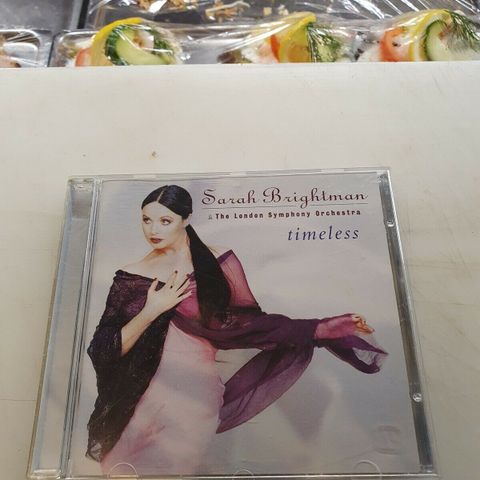 Sarah Brightman
& The London Symphony Orchestra
timeless